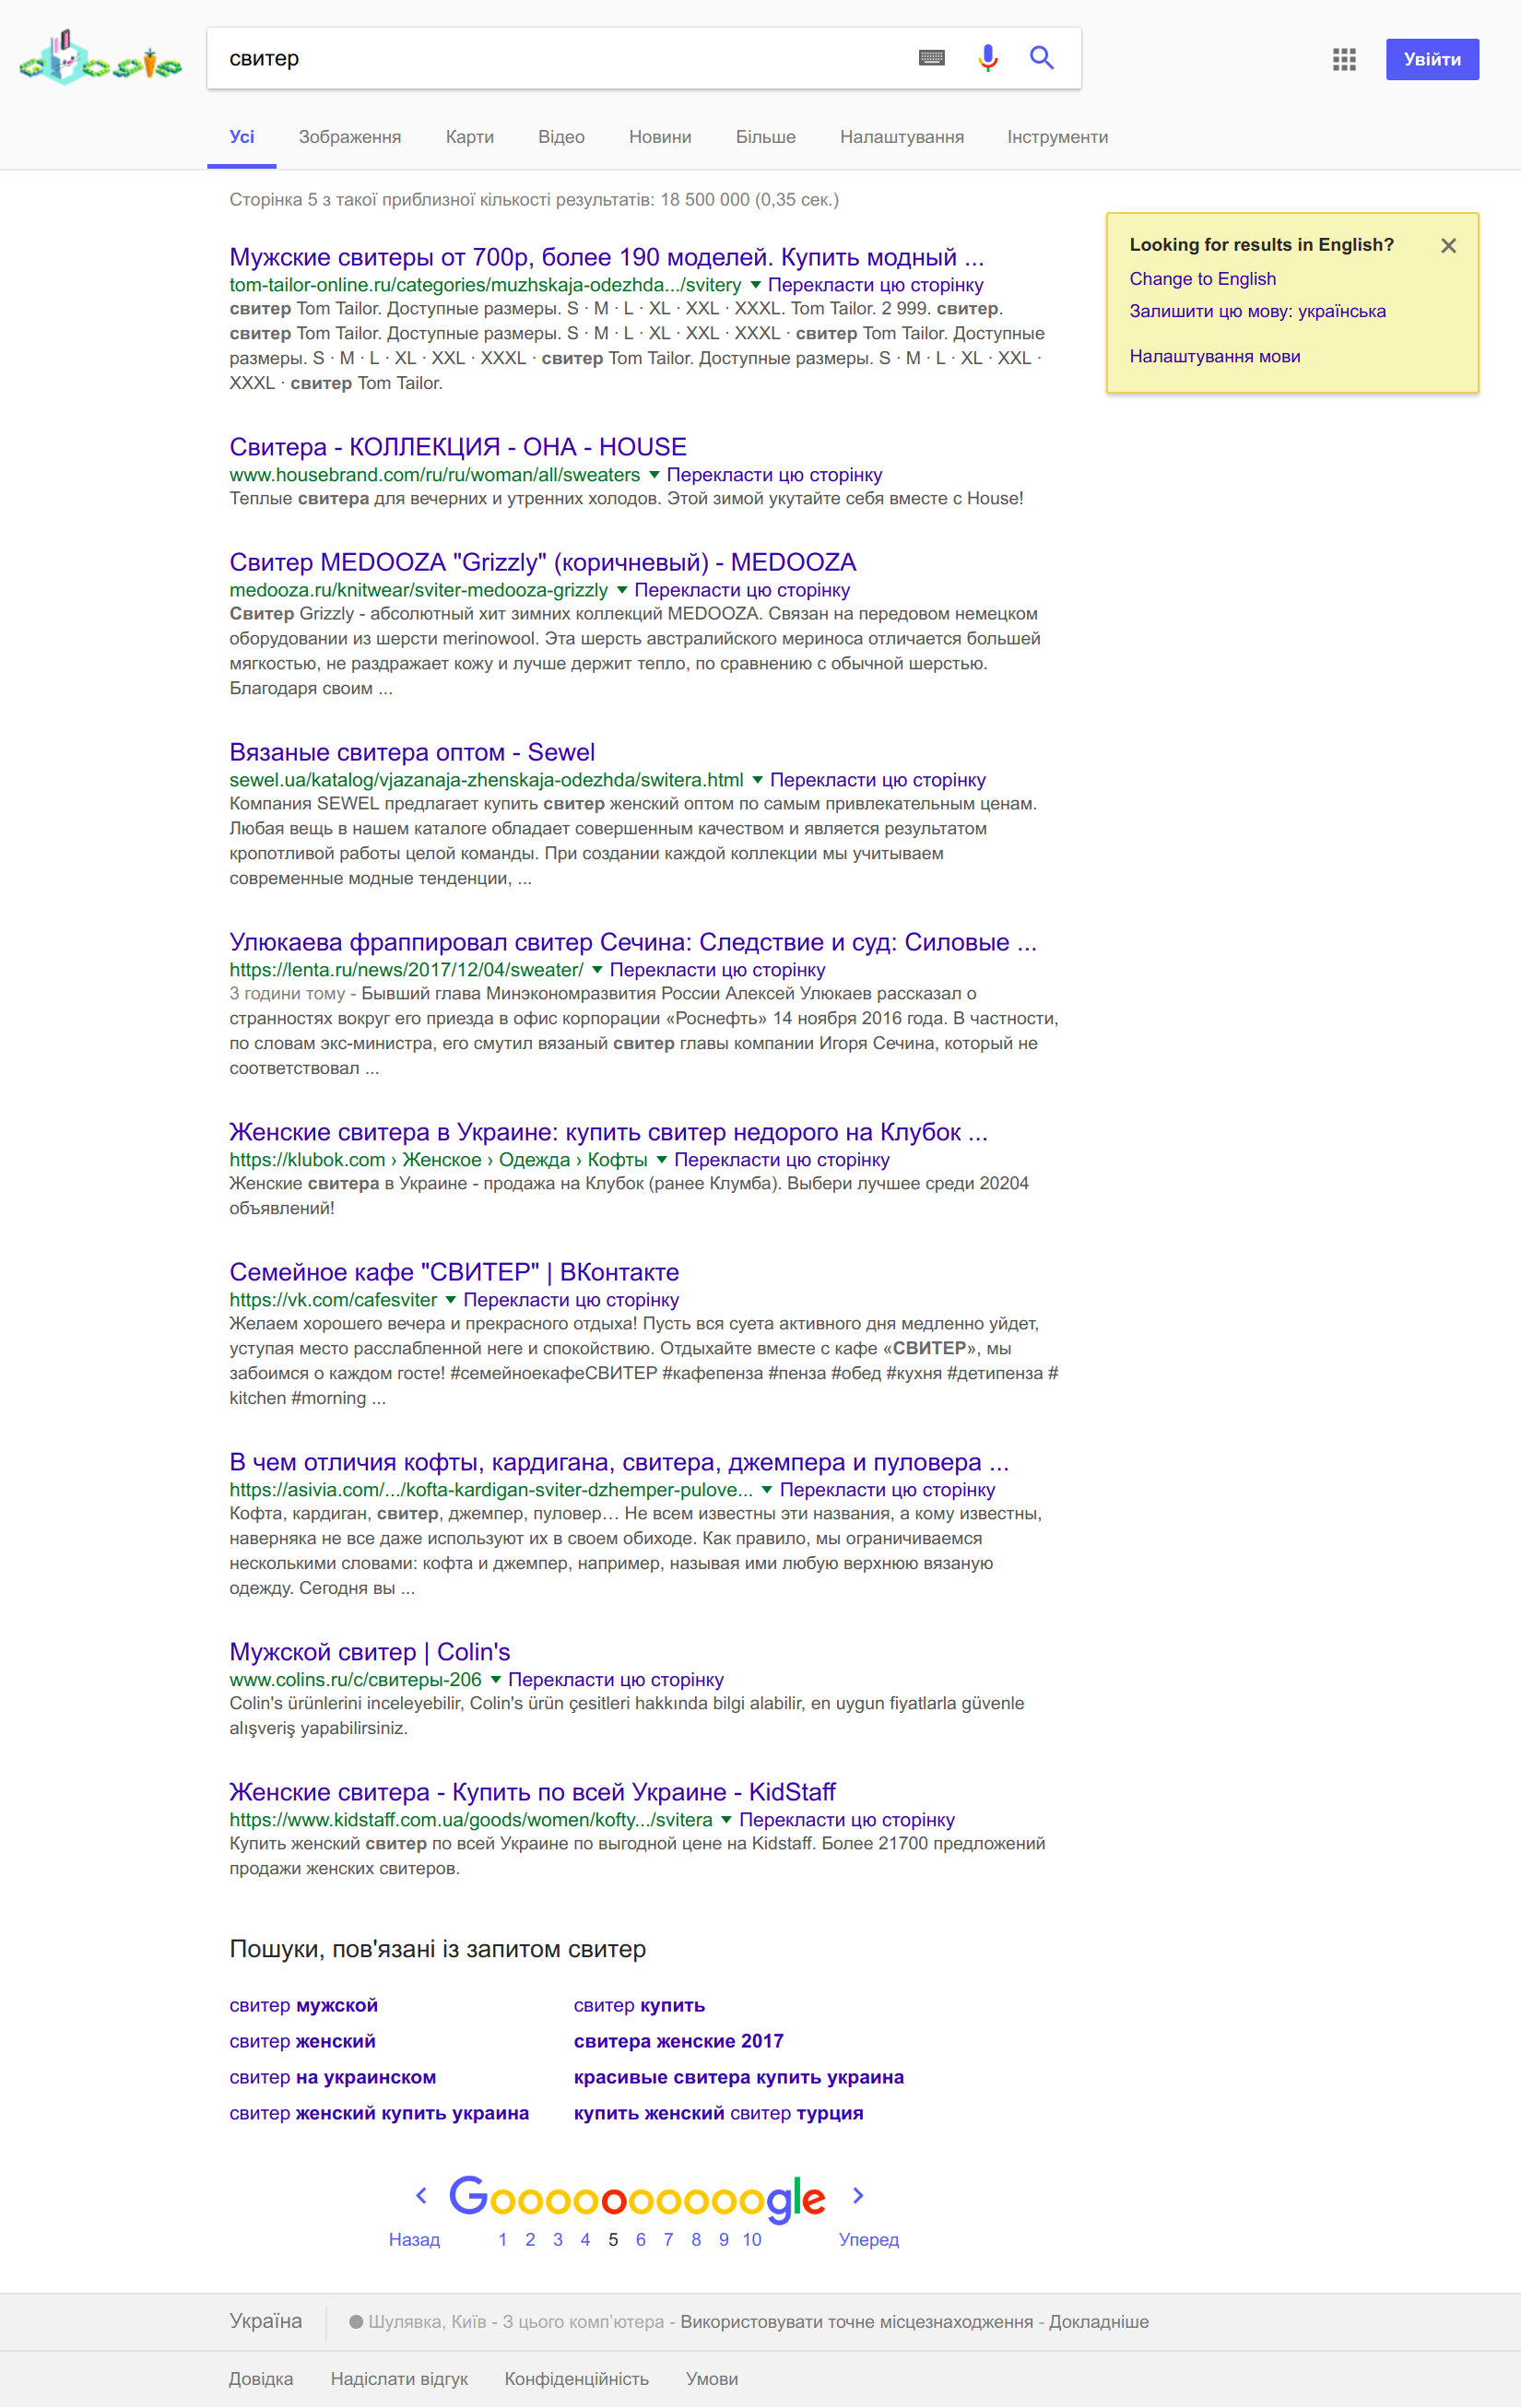 свитер
Увійти
Усі Зображення Карти Відео Новини Більше Налаштування Інструменти
Сторінка 5 з такої приблизної кількості результатів: 18 500 000 (0,35 сек.)
Looking for results in English?
Change to English
Залишити цю мову: українська
Налаштування мови
Мужские свитеры от 700р, более 190 моделей. Купить модный ...
tom-tailor-online.ru/categories/muzhskaja-odezhda.../svitery ▼ Перекласти цю сторінку
свитер Tom Tailor. Доступные размеры. S · M · L · XL · XXL · XXXL. Tom Tailor. 2 999. свитер.
свитер Tom Tailor. Доступные размеры. S · M · L · XL · XXL · XXXL · свитер Tom Tailor. Доступные
размеры. S · M · L · XL · XXL · XXXL · свитер Tom Tailor. Доступные размеры. S · M · L · XL · XXL ·
XXXL · свитер Tom Tailor.
Свитера - КОЛЛЕКЦИЯ - ОНА - HOUSE
www.housebrand.com/ru/ru/woman/all/sweaters ▼ Перекласти цю сторінку
Теплые свитера для вечерних и утренних холодов. Этой зимой укутайте себя вместе с House!
Свитер MEDOOZA "Grizzly" (коричневый) - MEDOOZA
medooza.ru/knitwear/sviter-medooza-grizzly ▼ Перекласти цю сторінку
Свитер Grizzly - абсолютный хит зимних коллекций MEDOOZA. Связан на передовом немецком
оборудовании из шерсти merinowool. Эта шерсть австралийского мериноса отличается большей
мягкостью, не раздражает кожу и лучше держит тепло, по сравнению с обычной шерстью.
Благодаря своим ...
Вязаные свитера оптом - Sewel
sewel.ua/katalog/vjazanaja-zhenskaja-odezhda/switera.html ▼ Перекласти цю сторінку
Компания SEWEL предлагает купить свитер женский оптом по самым привлекательным ценам.
Любая вещь в нашем каталоге обладает совершенным качеством и является результатом
кропотливой работы целой команды. При создании каждой коллекции мы учитываем
современные модные тенденции, ...
Улюкаева фраппировал свитер Сечина: Следствие и суд: Силовые ...
https://lenta.ru/news/2017/12/04/sweater/ ▼ Перекласти цю сторінку
3 години тому - Бывший глава Минэкономразвития России Алексей Улюкаев рассказал о
странностях вокруг его приезда в офис корпорации «Роснефть» 14 ноября 2016 года. В частности,
по словам экс-министра, его смутил вязаный свитер главы компании Игоря Сечина, который не
соответствовал ...
Женские свитера в Украине: купить свитер недорого на Клубок ...
https://klubok.com › Женское › Одежда › Кофты ▼ Перекласти цю сторінку
Женские свитера в Украине - продажа на Клубок (ранее Клумба). Выбери лучшее среди 20204
объявлений!
Семейное кафе "СВИТЕР" | ВКонтакте
https://vk.com/cafesviter ▼ Перекласти цю сторінку
Желаем хорошего вечера и прекрасного отдыха! Пусть вся суета активного дня медленно уйдет,
уступая место расслабленной неге и спокойствию. Отдыхайте вместе с кафе «СВИТЕР», мы
забоимся о каждом госте! #семейноекафеСВИТЕР #кафепенза #пенза #обед #кухня #детипенза #
kitchen #morning ...
В чем отличия кофты, кардигана, свитера, джемпера и пуловера ...
https://asivia.com/.../kofta-kardigan-sviter-dzhemper-pulove... ▼ Перекласти цю сторінку
Кофта, кардиган, свитер, джемпер, пуловер… Не всем известны эти названия, а кому известны,
наверняка не все даже используют их в своем обиходе. Как правило, мы ограничиваемся
несколькими словами: кофта и джемпер, например, называя ими любую верхнюю вязаную
одежду. Сегодня вы ...
Мужской свитер | Colin's
www.colins.ru/c/свитеры-206 ▼ Перекласти цю сторінку
Colin's ürünlerini inceleyebilir, Colin's ürün çesitleri hakkında bilgi alabilir, en uygun fiyatlarla güvenle
alışveriş yapabilirsiniz.
Женские свитера - Купить по всей Украине - KidStaff
https://www.kidstaff.com.ua/goods/women/kofty.../svitera ▼ Перекласти цю сторінку
Купить женский свитер по всей Украине по выгодной цене на Kidstaff. Более 21700 предложений
продажи женских свитеров.
Пошуки, пов'язані із запитом свитер
свитер мужской свитер купить
свитер женский свитера женские 2017
свитер на украинском красивые свитера купить украина
свитер женский купить украина купить женский свитер турция
Goooooooooogle
Назад 1 2 3 4 5 6 7 8 9 10 Уперед
Україна Шулявка, Київ - З цього комп'ютера - Використовувати точне місцезнаходження - Докладніше
Довідка Надіслати відгук Конфіденційність Умови